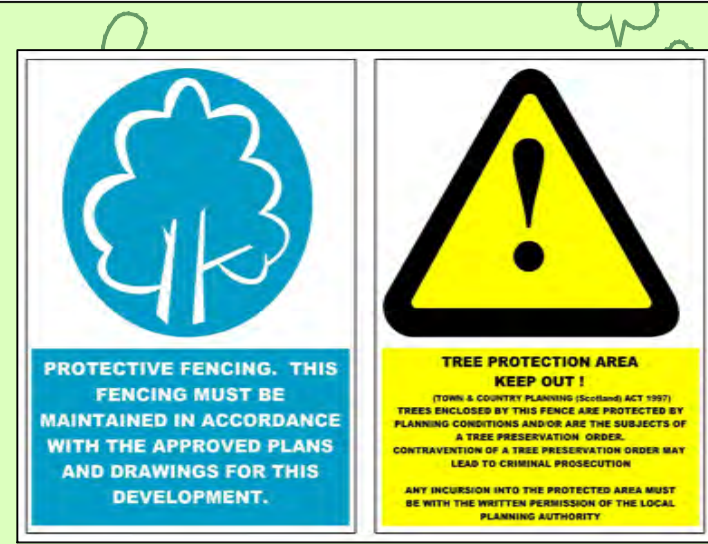 PROTECTIVE FENCING. THIS
FENCING MUST BE
MAINTAINED IN ACCORDANCE
WITH THE APPROVED PLANS
AND DRAWINGS FOR THIS
DEVELOPMENT.
TREE PROTECTION AREA
KEEP OUT !
(TOWN & COUNTRY PLANNING (Scotland) ACT 1997)
TREES ENCLOSED BY THIS FENCE ARE PROTECTED BY
PLANNING CONDITIONS AND/OR ARE THE SUBJECTS OF
A TREE PRESERVATION ORDER.
CONTRAVENTION OF A TREE PRESERVATION ORDER MAY
LEAD TO CRIMINAL PROSECUTION
ANY INCURSION INTO THE PROTECTED AREA MUST
BE WITH THE WRITTEN PERMISSION OF THE LOCAL
PLANNING AUTHORITY